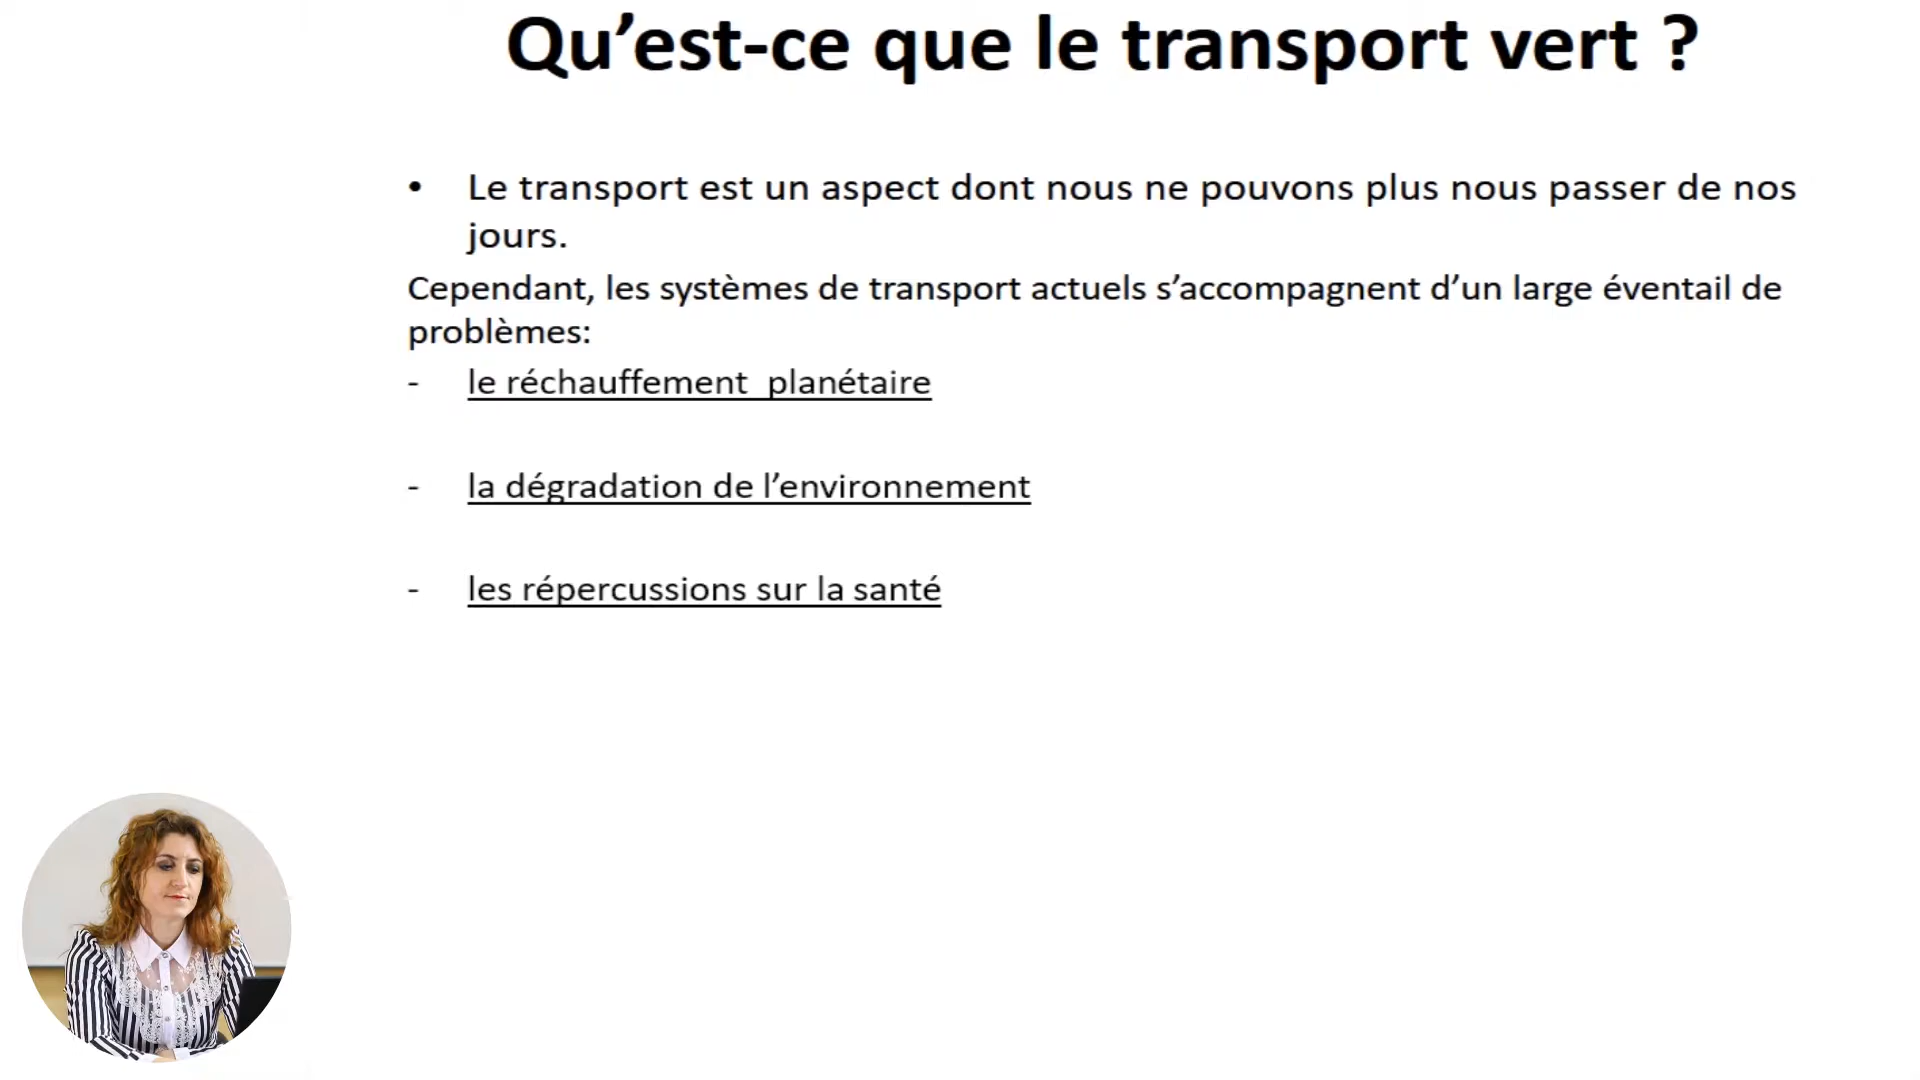 Qu’est-ce que le transport vert ?
• Le transport est un aspect dont nous ne pouvons plus nous passer de nos
jours.
Cependant, les systèmes de transport actuels s’accompagnent d’un large éventail de
problèmes:
- le réchauffement  planétaire
- la dégradation de l’environnement
- les répercussions sur la santé